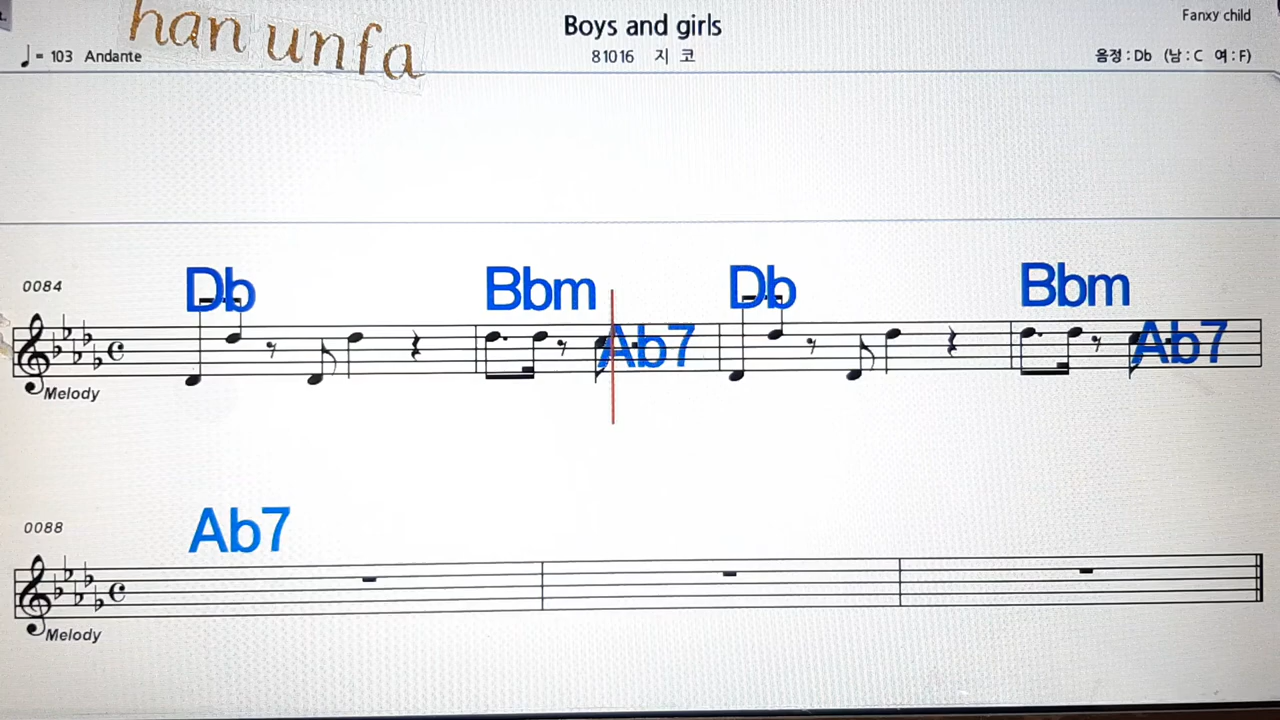 han unfa
Boys and girls
Fanxy child
♩= 103 Andante
81016 지 코
음정 : Db (남 : C 여 : F)
0084
Db Bbm Ab7 Db Bbm Ab7
Melody
0088
Ab7
Melody